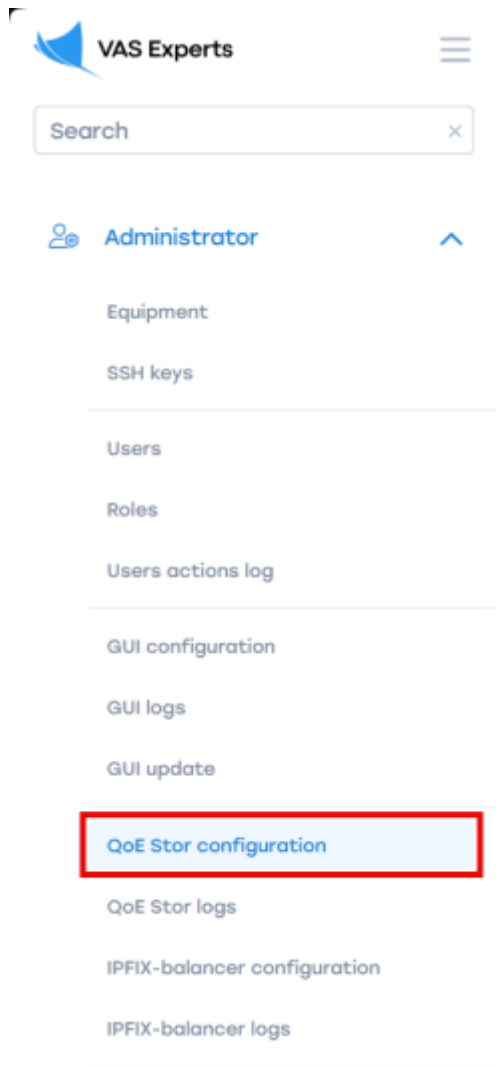 VAS Experts
Search
Administrator
Equipment
SSH keys
Users
Roles
Users actions log
GUI configuration
GUI logs
GUI update
QoE Stor configuration
QoE Stor logs
IPFIX-balancer configuration
IPFIX-balancer logs